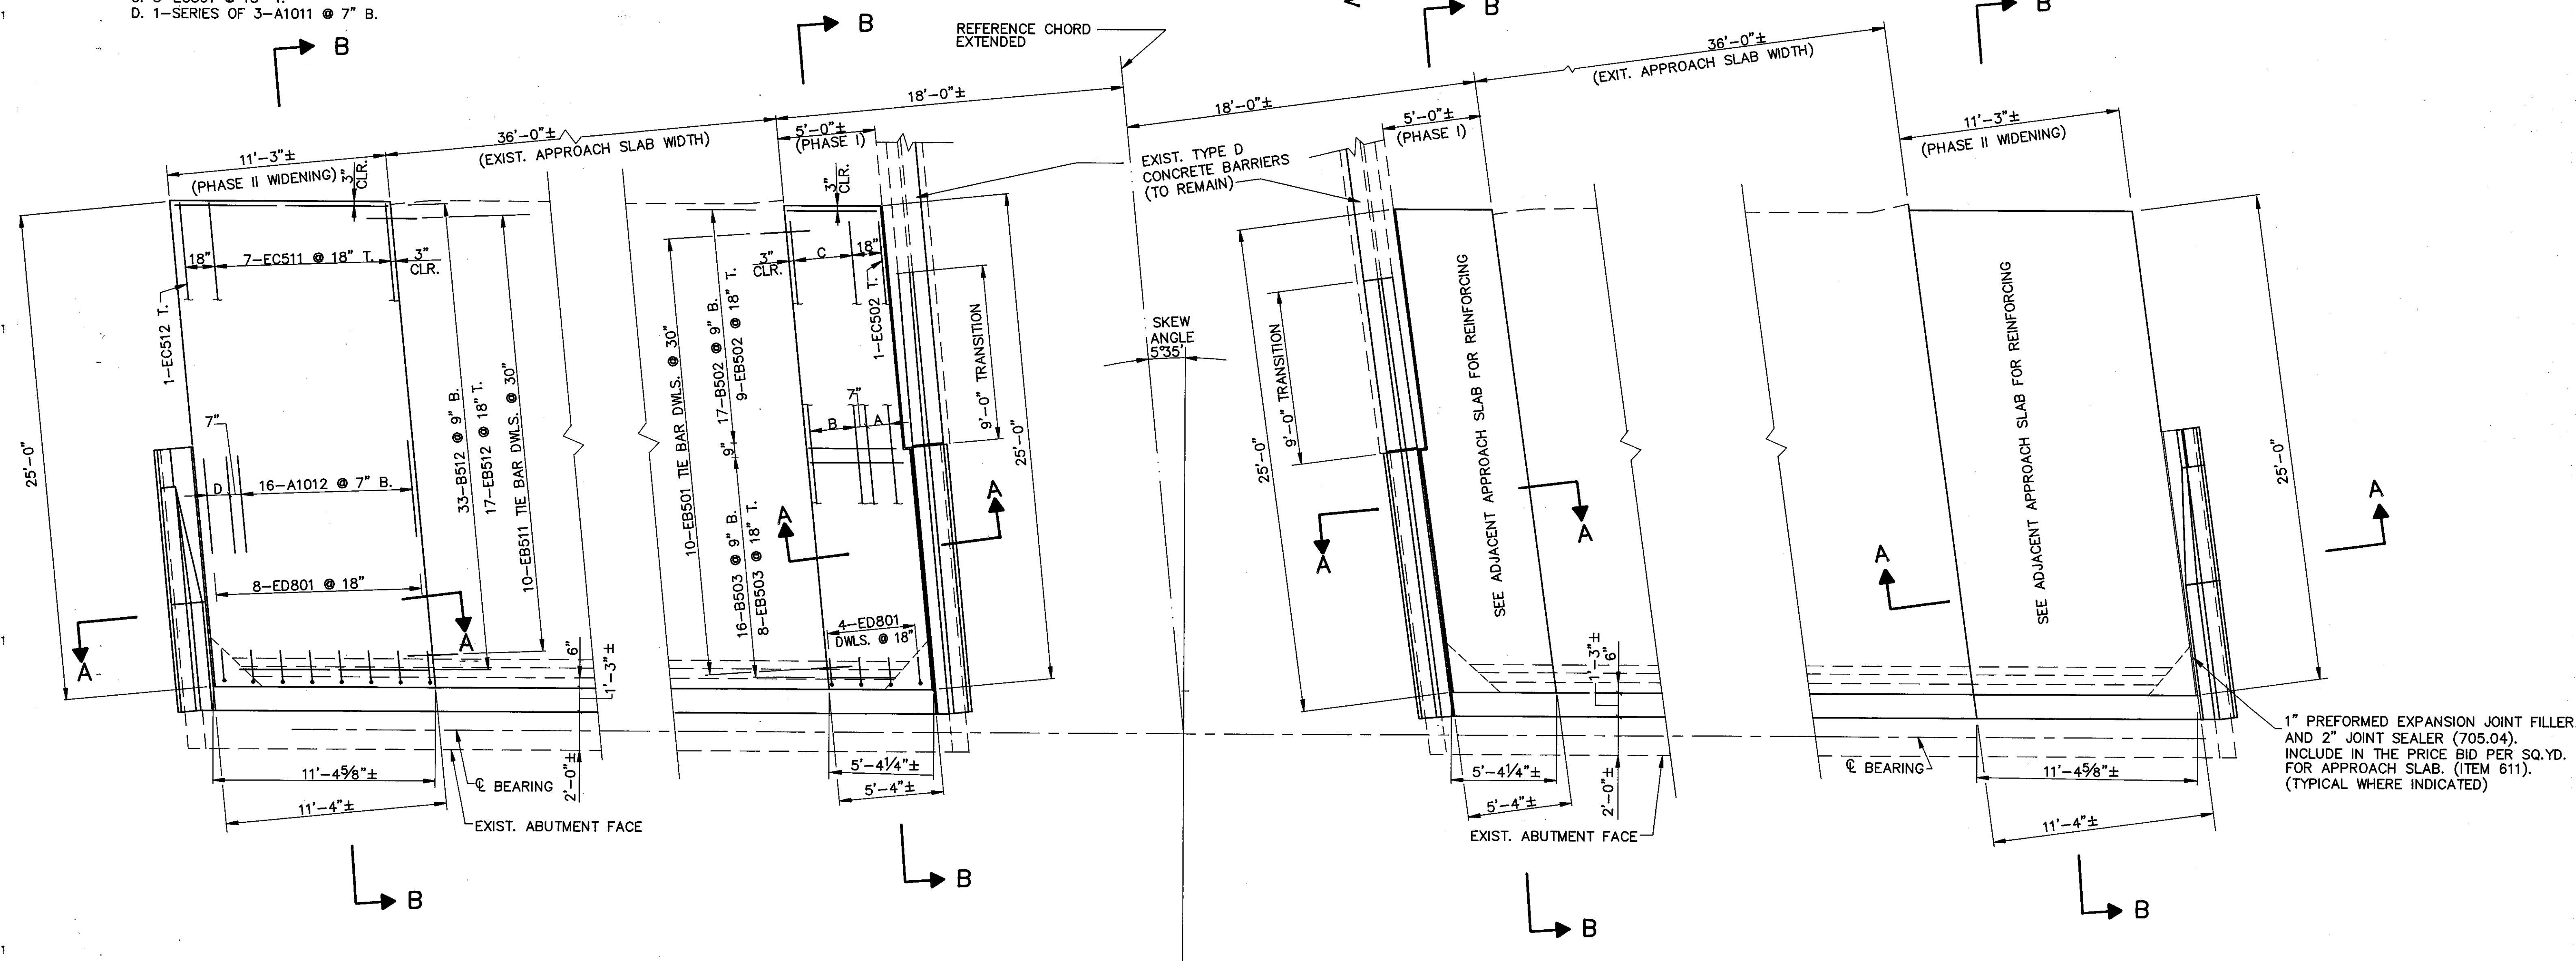 D. 1-SERIES OF 3-A1011 @ 7" B.
B
B
B
B
REFERENCE CHORD
EXTENDED
36'-0"±
(EXIT. APPROACH SLAB WIDTH)
18'-0"±
18'-0"±
36'-0"±
(EXIST. APPROACH SLAB WIDTH)
5'-0"±
(PHASE I)
5'-0"±
(PHASE I)
11'-3"±
(PHASE II WIDENING)
11'-3"±
(PHASE II WIDENING)
3"
CLR.
3"
CLR.
EXIST. TYPE D
CONCRETE BARRIERS
(TO REMAIN)
18"
7-EC511 @ 18" T.
3"
CLR.
3"
CLR.
C
18"
1-EC512 T.
1-EC502 T.
25'-0"
33-B512 @ 9" B.
17-EB512 @ 18" T.
10-EB511 TIE BAR DWLS. @ 30"
10-EB501 TIE BAR DWLS. @ 30"
17-B502 @ 9" B.
9-EB502 @ 18" T.
9"
16-B503 @ 9" B.
8-EB503 @ 18" T.
9'-0" TRANSITION
25'-0"
SKEW
ANGLE
5°35'
25'-0"
9'-0" TRANSITION
SEE ADJACENT APPROACH SLAB FOR REINFORCING
SEE ADJACENT APPROACH SLAB FOR REINFORCING
25'-0"
7"
7"
B
A
D
16-A1012 @ 7" B.
8-ED801 @ 18"
4-ED801
DWLS. @ 18"
A
A
A
A
A
A
A
A
6"
1'-3"±
1'-3"±
6"
11'-4⅝"±
11'-4"±
℄ BEARING
EXIST. ABUTMENT FACE
2'-0"±
5'-4¼"±
5'-4"±
5'-4¼"±
5'-4"±
2'-0"±
EXIST. ABUTMENT FACE
℄ BEARING
11'-4⅝"±
11'-4"±
1" PREFORMED EXPANSION JOINT FILLER
AND 2" JOINT SEALER (705.04).
INCLUDE IN THE PRICE BID PER SQ.YD.
FOR APPROACH SLAB. (ITEM 611).
(TYPICAL WHERE INDICATED)
B
B
B
B